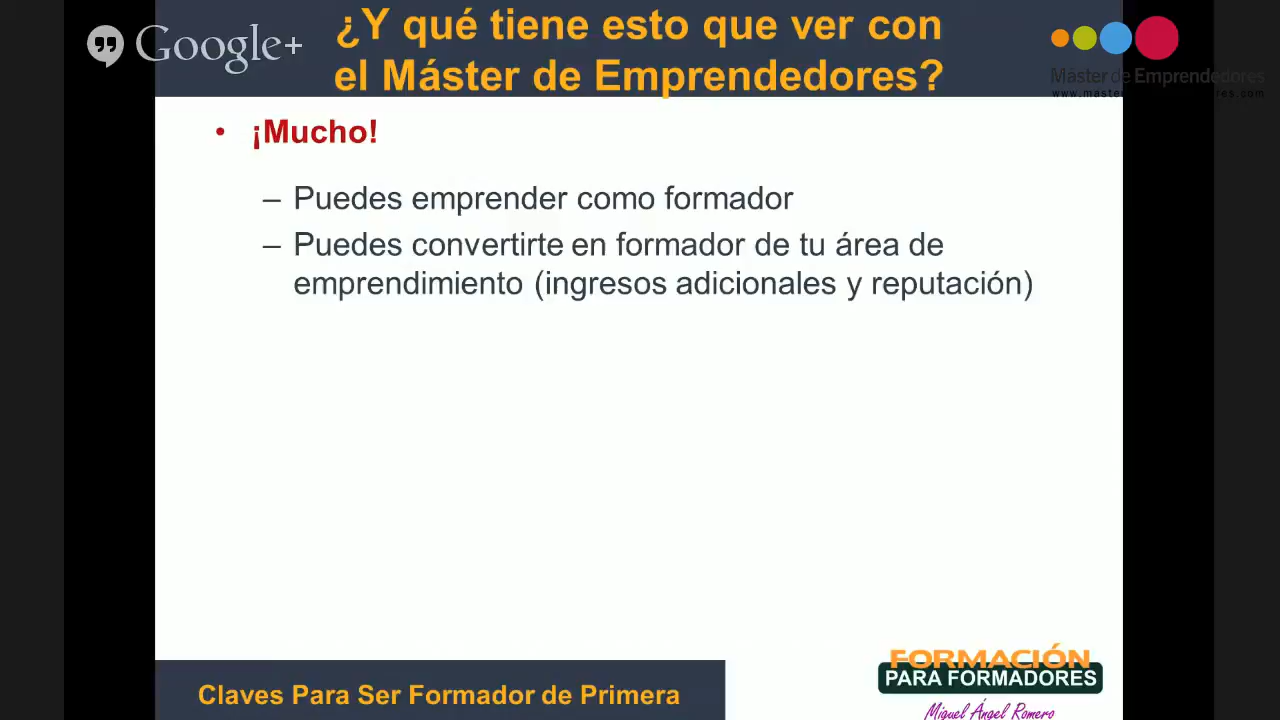 Google+
¿Y qué tiene esto que ver con
el Máster de Emprendedores?
Máster de Emprendedores
¡Mucho!
– Puedes emprender como formador
– Puedes convertirte en formador de tu área de
emprendimiento (ingresos adicionales y reputación)
Claves Para Ser Formador de Primera
FORMACIÓN
PARA FORMADORES
Miguel Ángel Romero